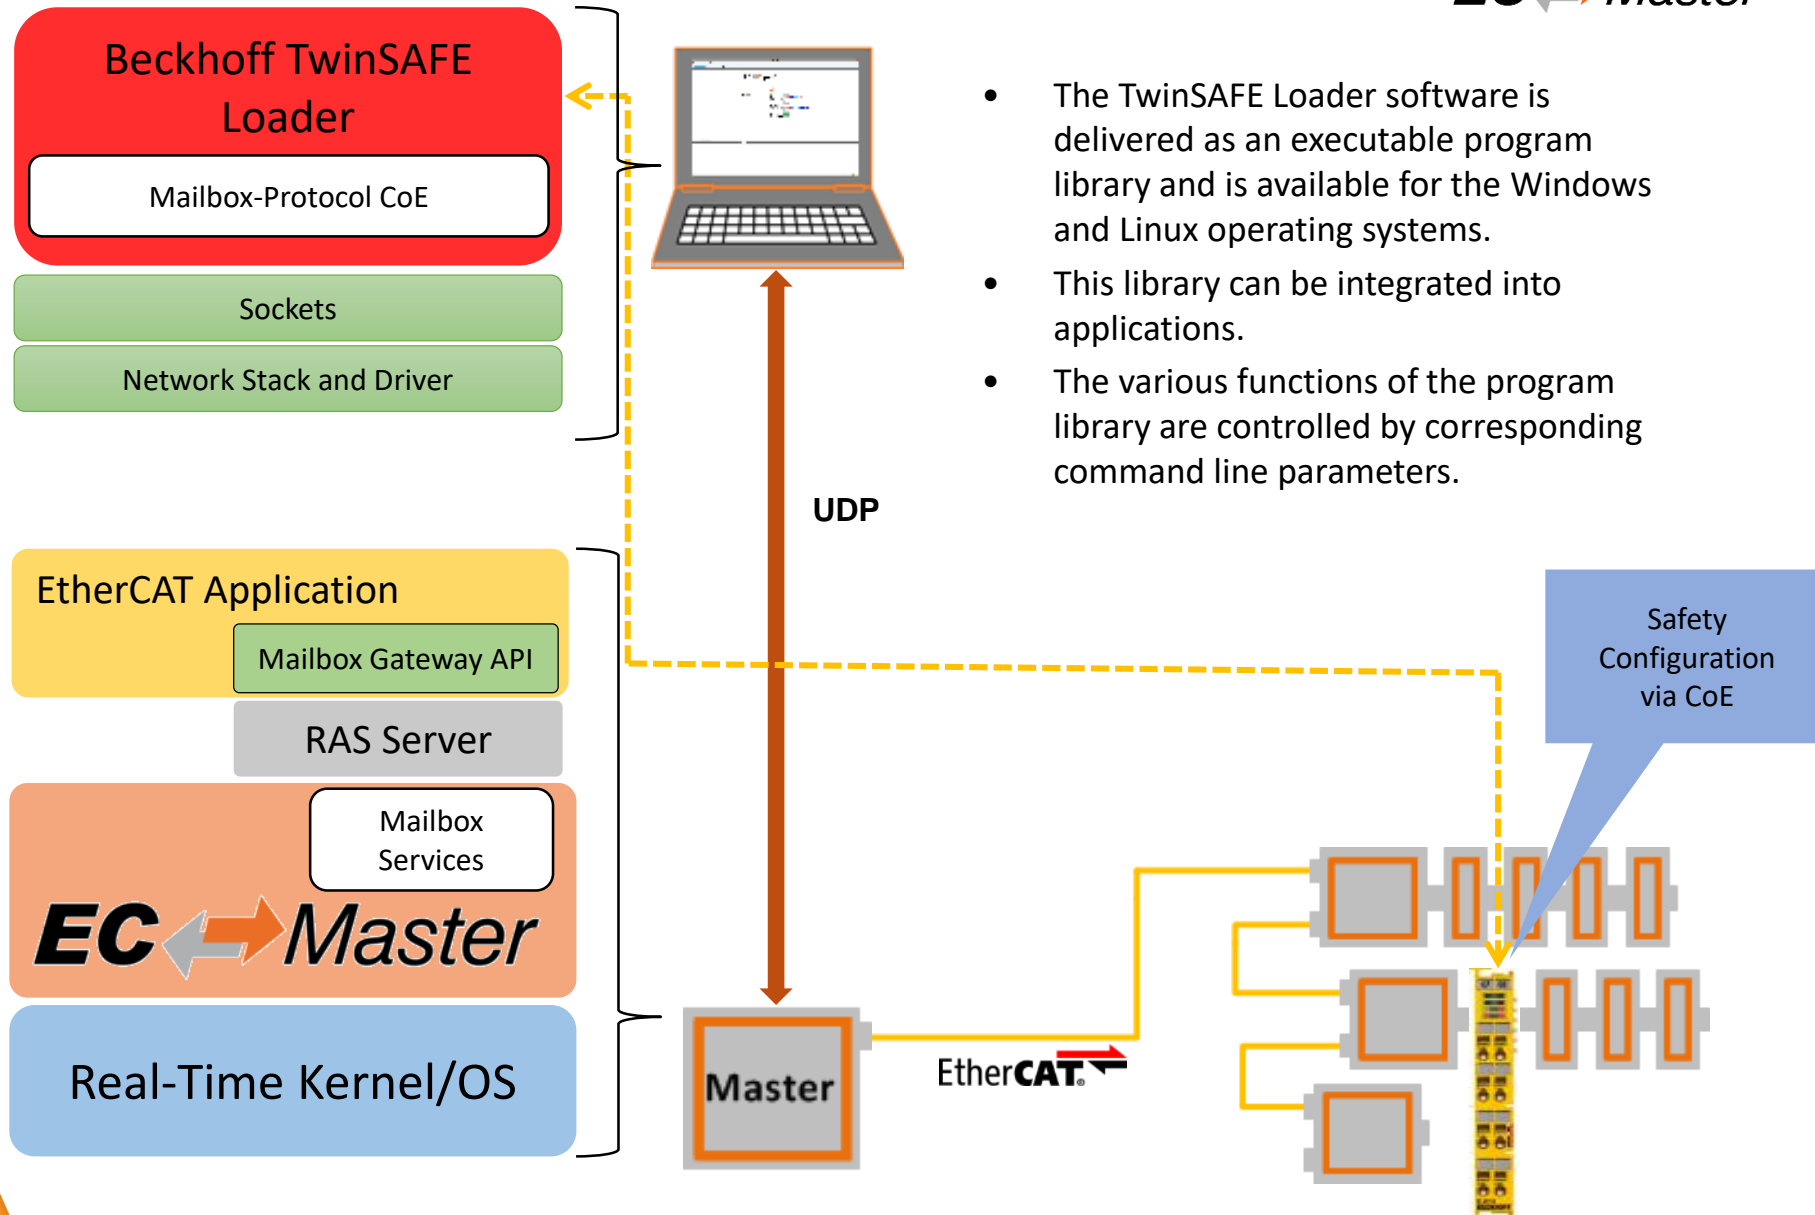 EC Master
Beckhoff TwinSAFE
Loader
Mailbox-Protocol CoE
Sockets
Network Stack and Driver
• The TwinSAFE Loader software is
delivered as an executable program
library and is available for the Windows
and Linux operating systems.
• This library can be integrated into
applications.
• The various functions of the program
library are controlled by corresponding
command line parameters.
UDP
EtherCAT Application
Mailbox Gateway API
RAS Server
Mailbox
Services
EC Master
Real-Time Kernel/OS
Safety
Configuration
via CoE
Master
EtherCAT®
BECKHOFF